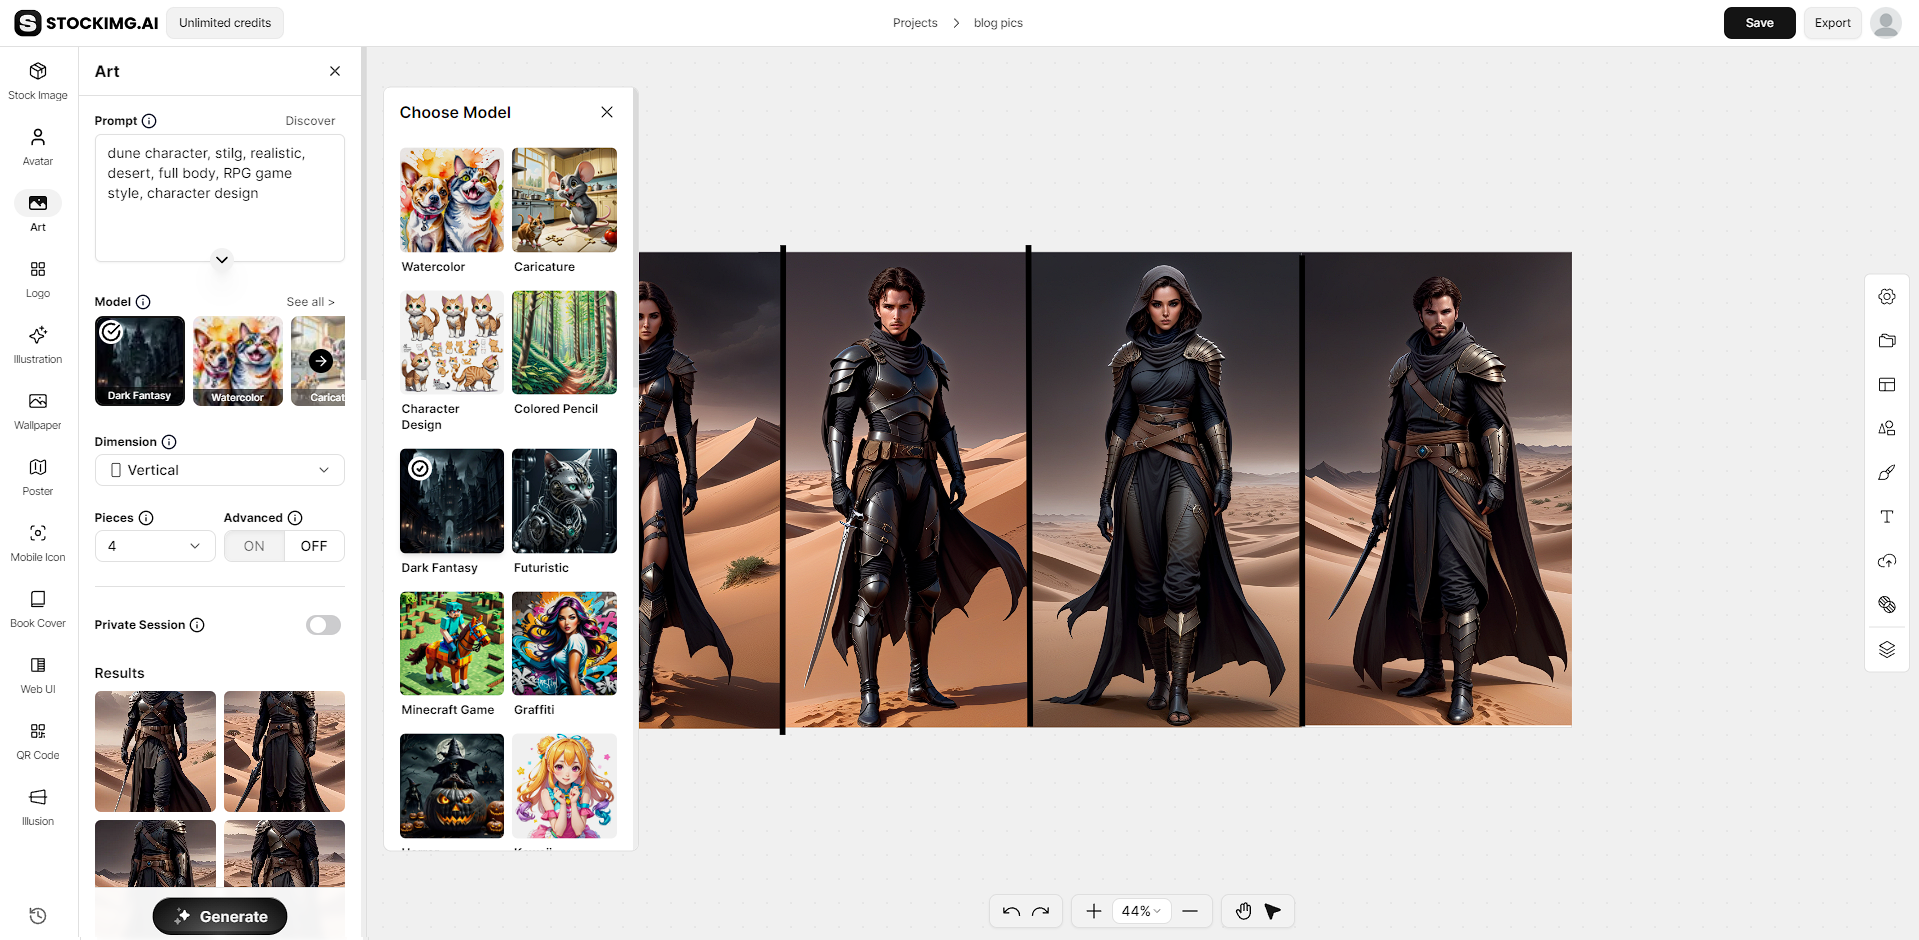 STOCKIMG.AI
Unlimited credits
Projects > blog pics
Save
Export
Stock Image
Avatar
Art
Logo
Illustration
Wallpaper
Poster
Mobile Icon
Book Cover
Web UI
QR Code
Illusion
Art
Prompt
Discover
dune character, stilg, realistic,
desert, full body, RPG game
style, character design
Model
See all >
Dark Fantasy
Watercolor
Caricat
Dimension
Vertical
Pieces
Advanced
4
ON
OFF
Private Session
Results
Generate
Choose Model
Watercolor
Caricature
Character
Design
Colored Pencil
Dark Fantasy
Futuristic
Minecraft Game
Graffiti
44%